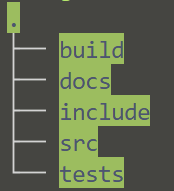 .
build
docs
include
src
tests